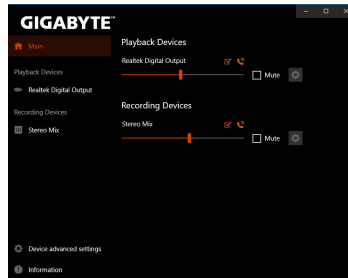 GIGABYTE™
Main
Playback Devices
Realtek Digital Output
Recording Devices
Stereo Mix
Device advanced settings
Information
Playback Devices
Realtek Digital Output
Mute
Recording Devices
Stereo Mix
Mute